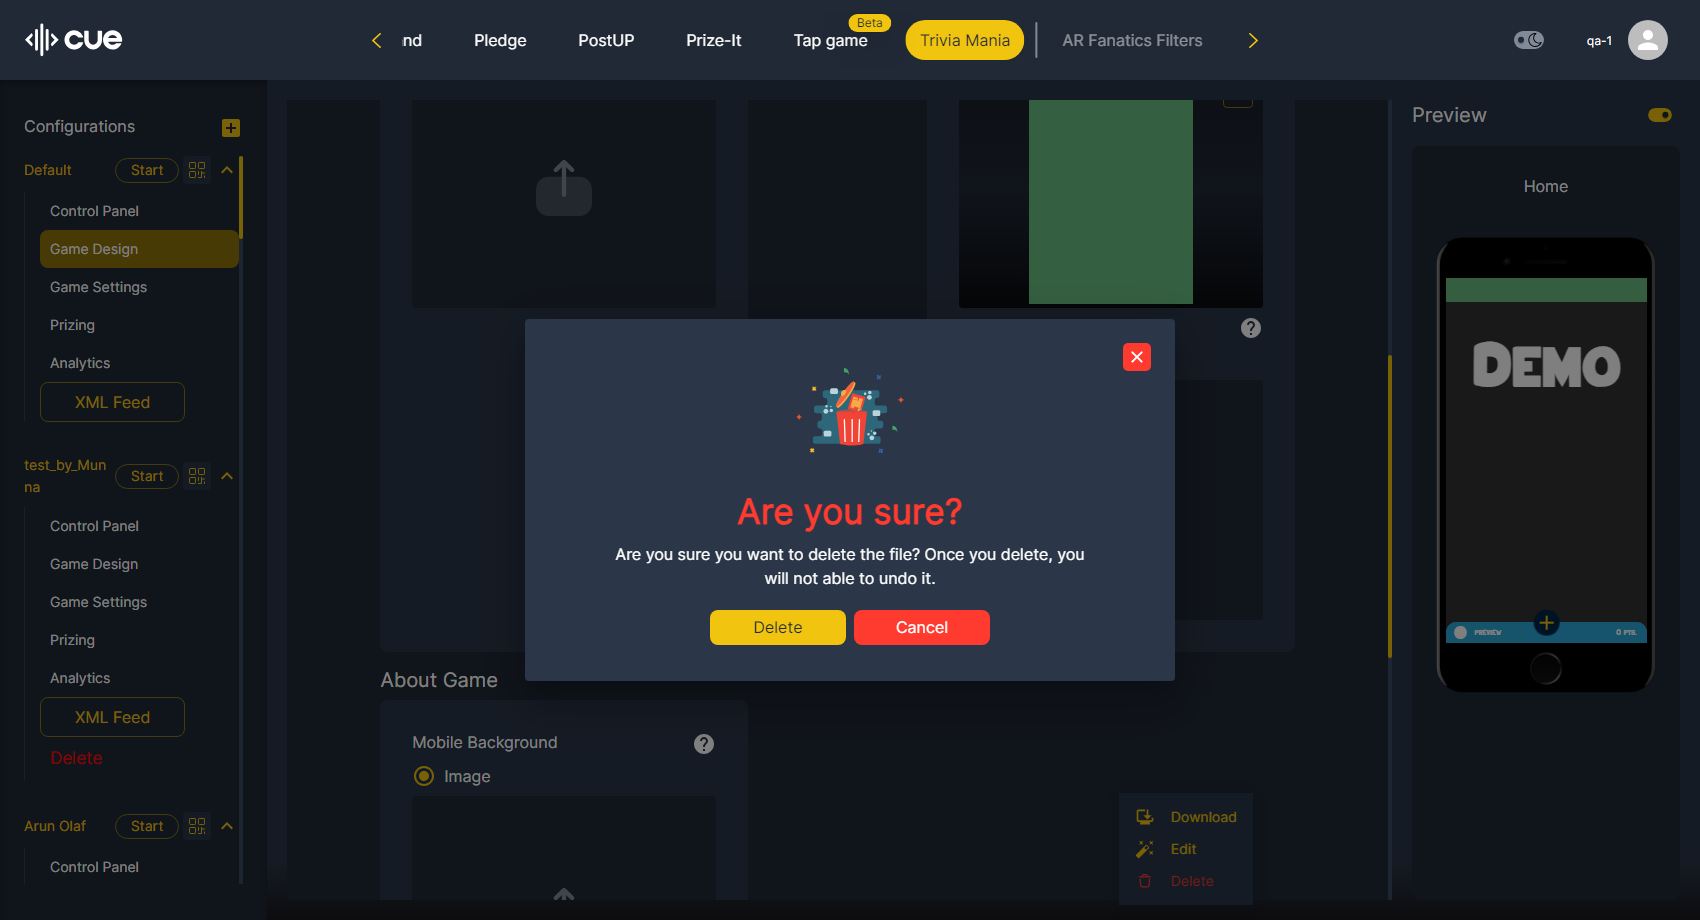 cue
nd
Pledge
PostUP
Prize-It
Tap game
Beta
Trivia Mania
AR Fanatics Filters
qa-1
Configurations
Default
Start
Control Panel
Game Design
Game Settings
Prizing
Analytics
XML Feed
test_by_Mun
na
Start
Control Panel
Game Design
Game Settings
Prizing
Analytics
XML Feed
Delete
Arun Olaf
Start
Control Panel
Are you sure?
Are you sure you want to delete the file? Once you delete, you
will not able to undo it.
Delete
Cancel
About Game
Mobile Background
Image
Download
Edit
Delete
Preview
Home
DEMO
PREVIEW
0 PTS.